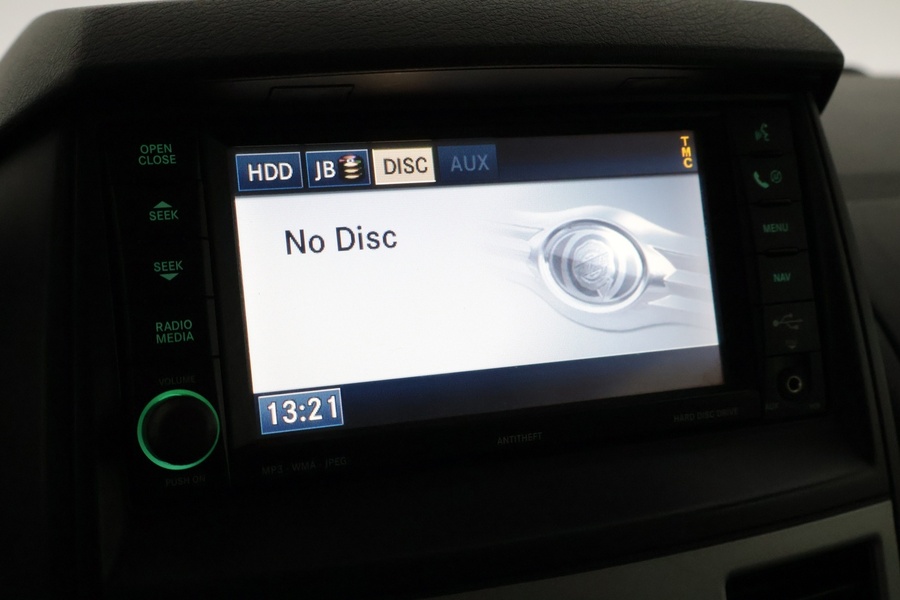 OPEN
CLOSE
SEEK
SEEK
RADIO
MEDIA
VOLUME
PUSH ON
HDD
JB
DISC
AUX
TMC
No Disc
13:21
MENU
NAV
MP3 - WMA - JPEG
ANTITHEFT
HARD DISC DRIVE